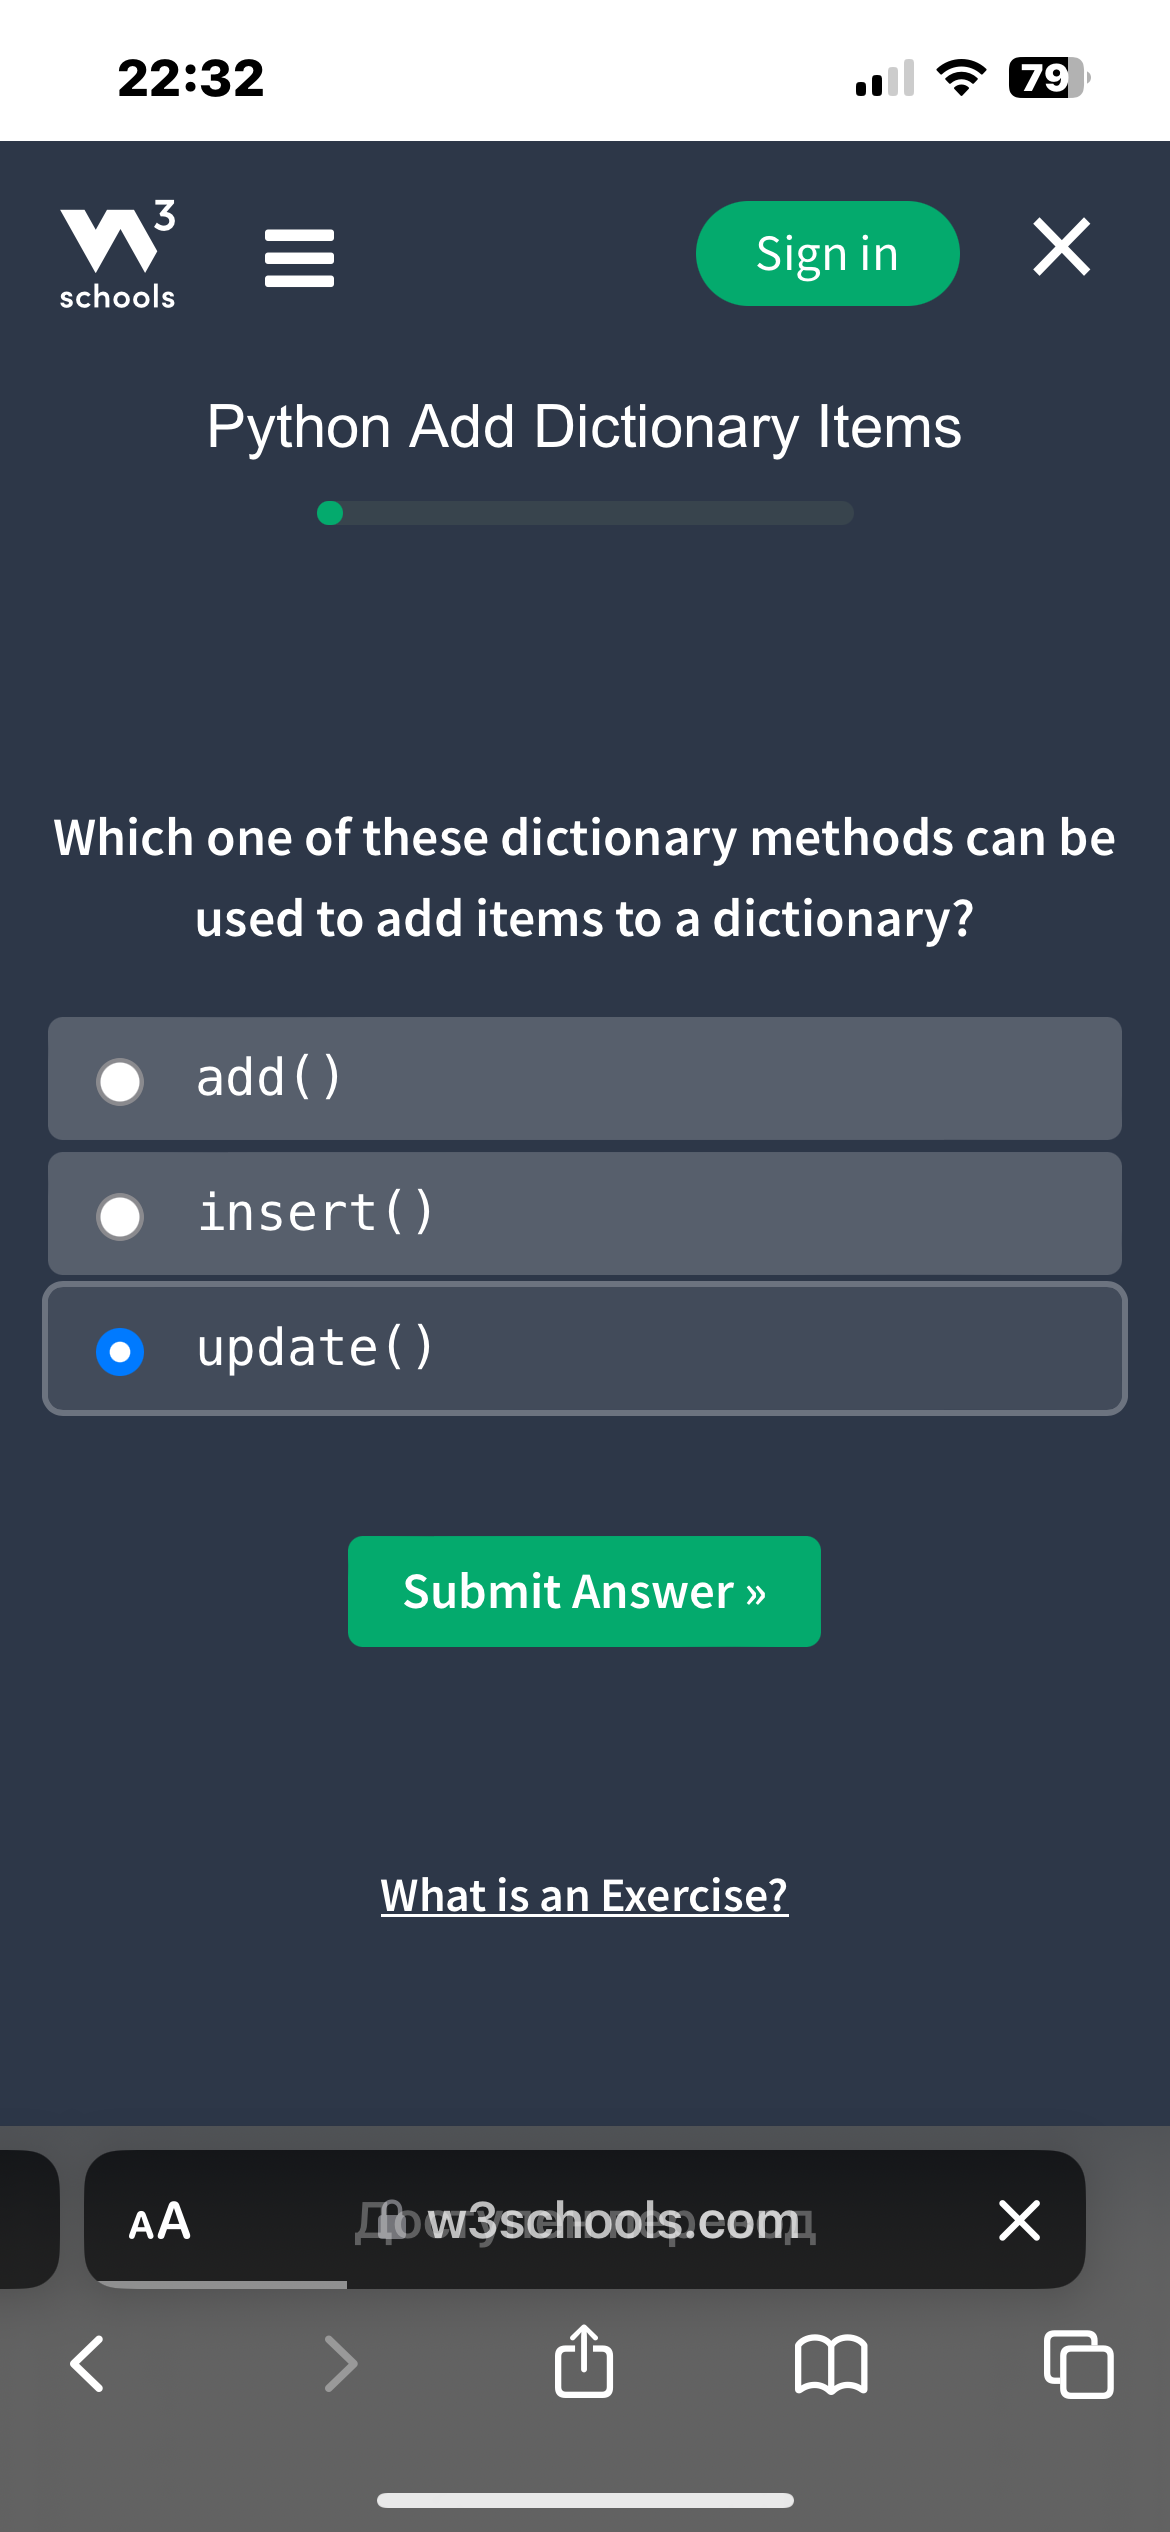 22:32
79
W3
schools
Sign in
Python Add Dictionary Items
Which one of these dictionary methods can be
used to add items to a dictionary?
add()
insert()
update()
Submit Answer »
What is an Exercise?
AA
w3schools.com